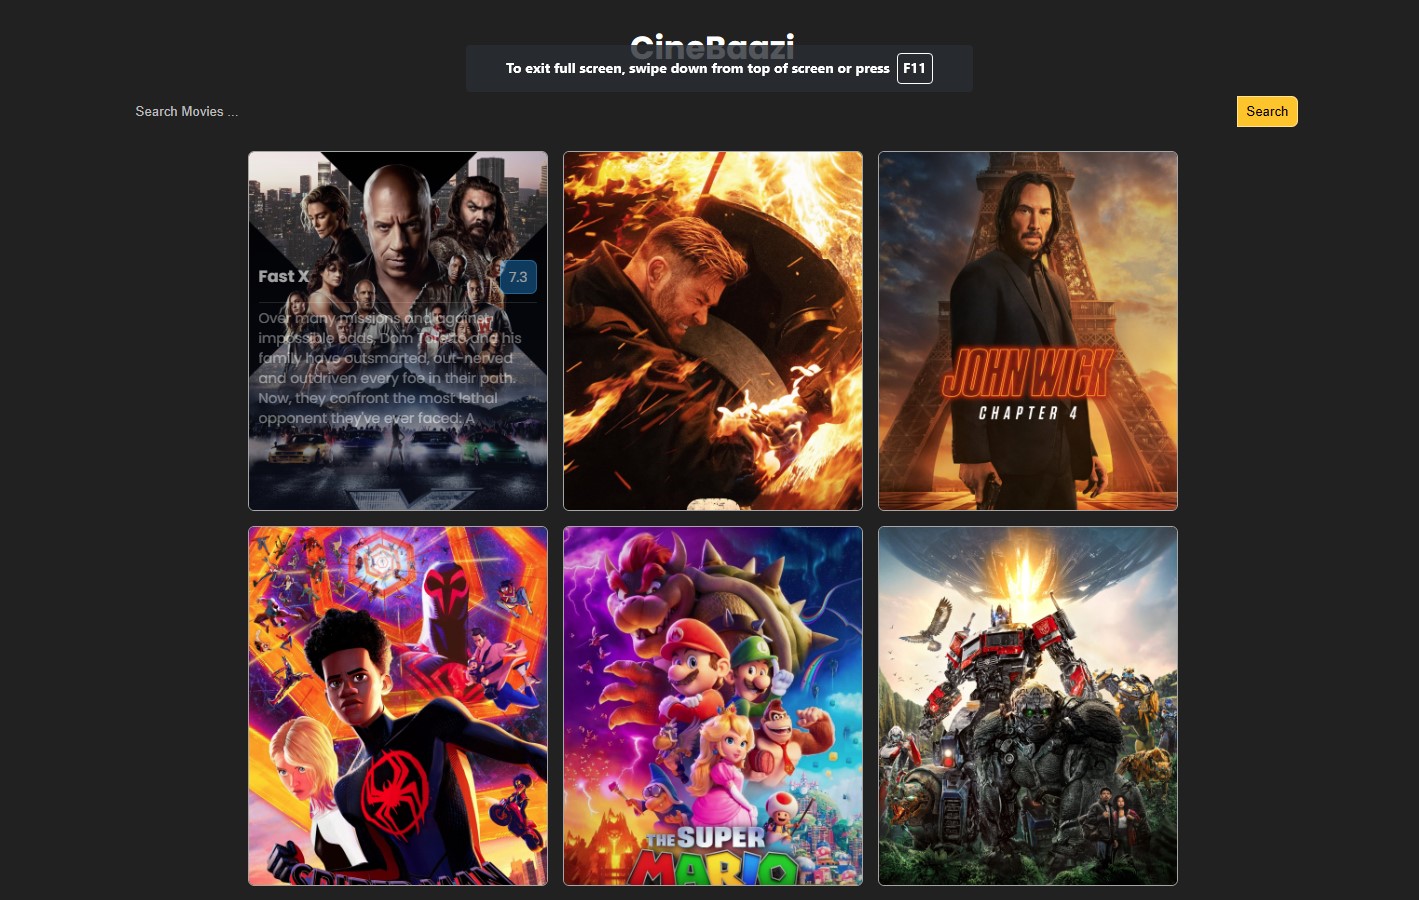 CineBaazi
To exit full screen, swipe down from top of screen or press F11
Search Movies ...
Search
Fast X
7.3
Over many missions and against
impossible odds, Dom Toretto and his
family have outsmarted, out-nerved
and outdriven every foe in their path.
Now, they confront the most lethal
opponent they've ever faced: A
JOHN WICK
CHAPTER 4
SPIDER-MAN
THE SUPER
MARIO